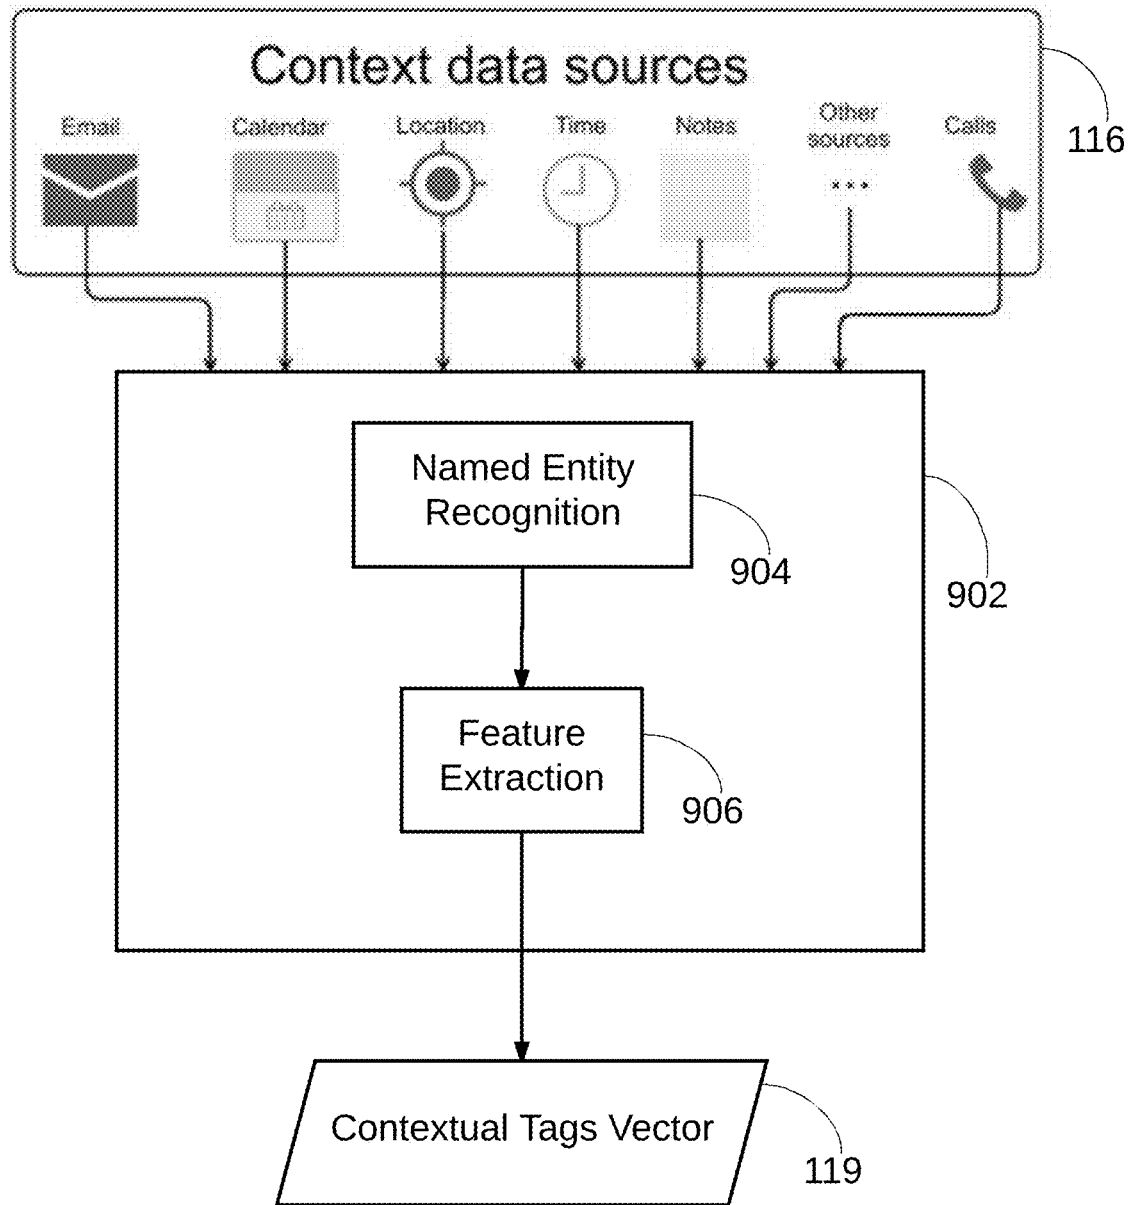 Context data sources
Email
Calendar
Location
Time
Notes
Other
sources
Calls
116
Named Entity
Recognition
904
902
Feature
Extraction
906
Contextual Tags Vector
119